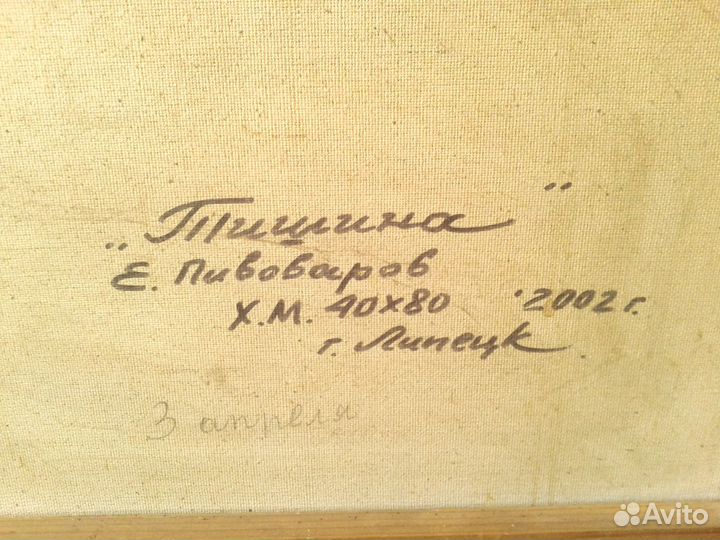 „Тишина"
Е. Пивоваров
Х.М. 40х80 '2002 г.
г. Липецк.
3 апреля
Avito